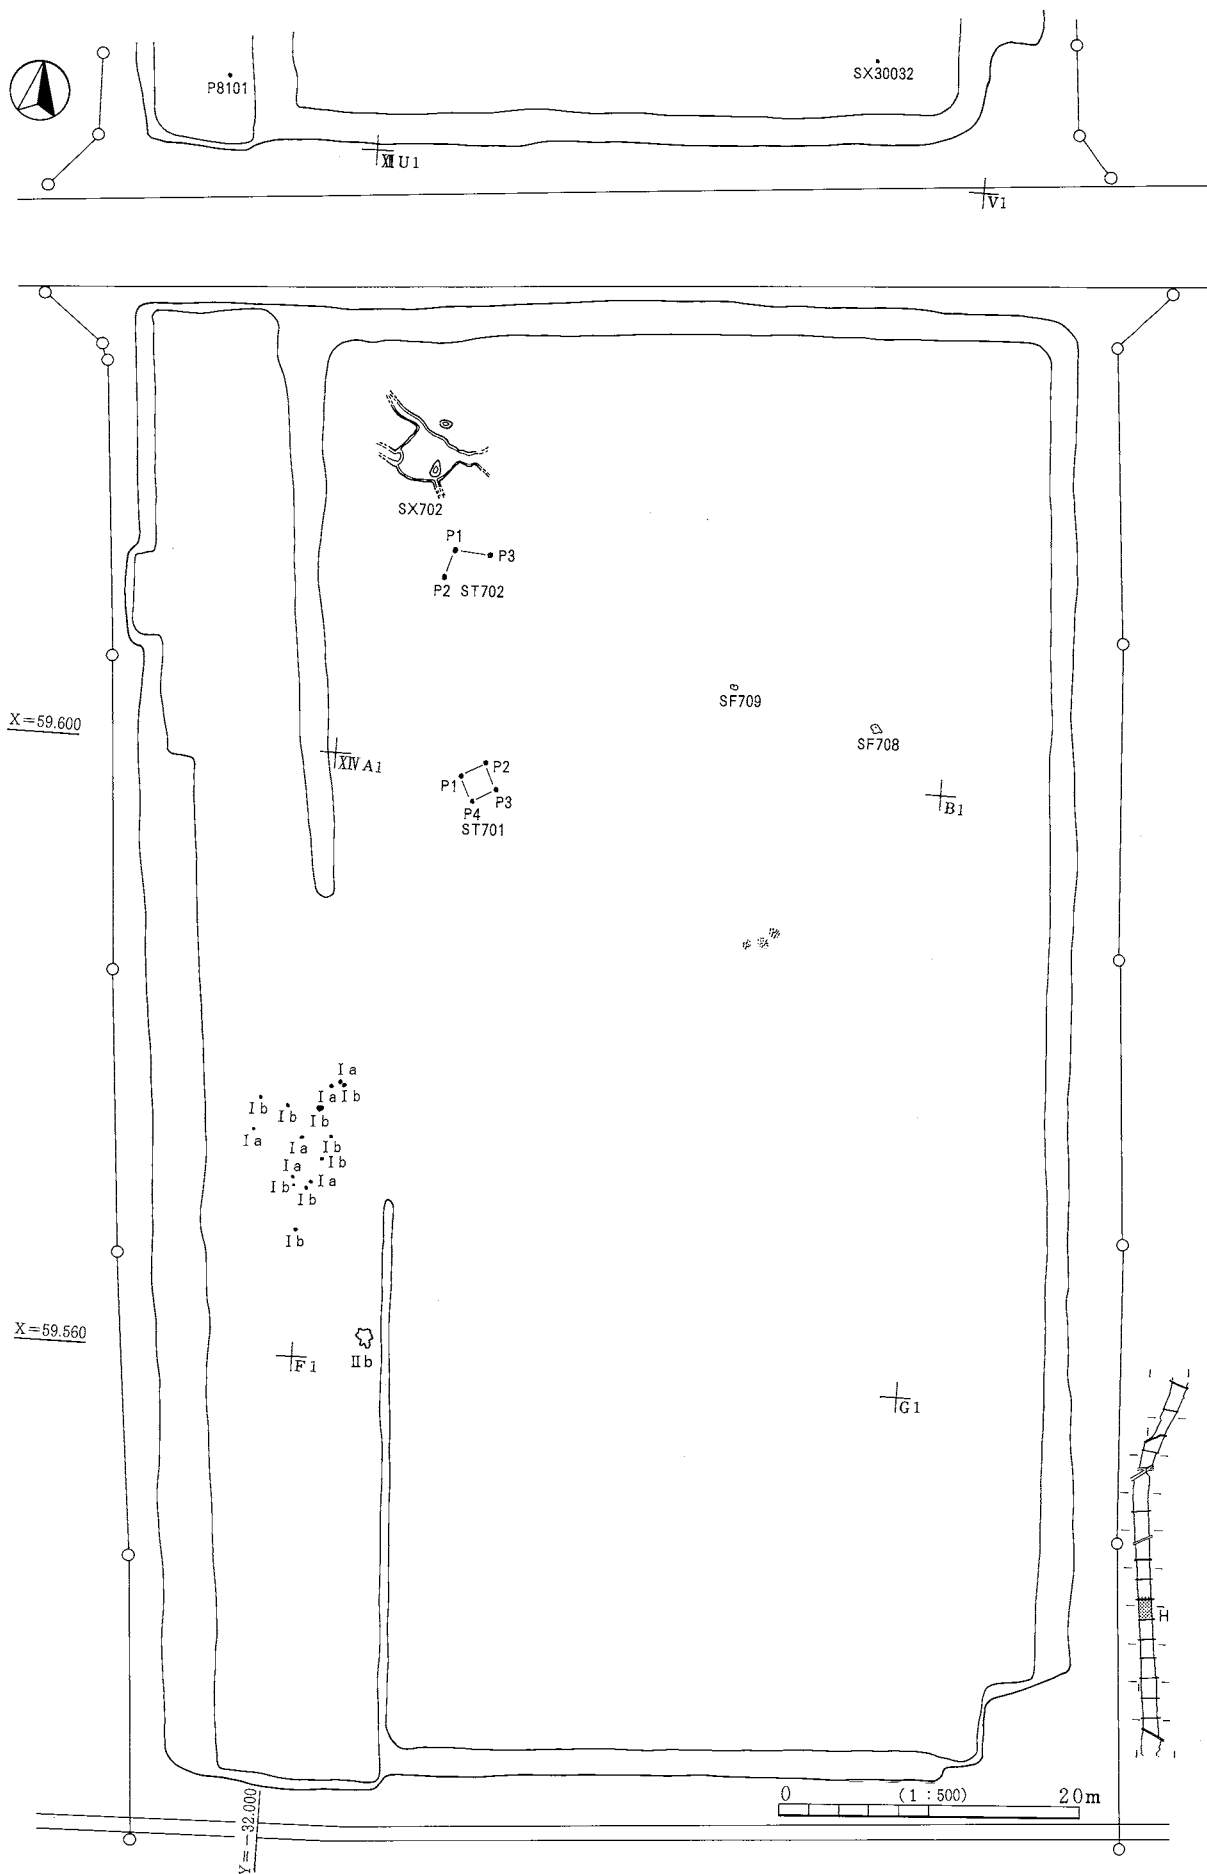 P8101
SX30032
ⅫU1
V1
SX702
P1
P3
P2 ST702
SF709
X=59.600
SF708
ⅩⅣA1
P2
P1
P3
B1
P4
ST701
Ia
Ia Ib
Ib
Ib
Ib
Ia
Ia
Ib
Ia
Ib
Ib
Ia
Ib
Ib
X=59.560
F1
Ⅱb
G1
H
0 (1:500) 20m
Y=-32.000